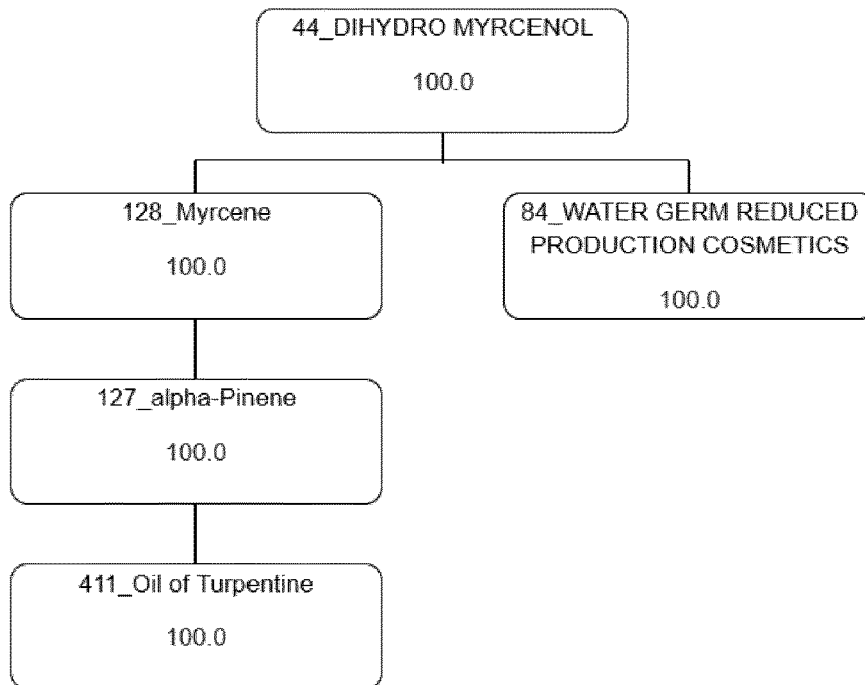 44_DIHYDRO MYRCENOL
100.0
128_Myrcene
100.0
84_WATER GERM REDUCED
PRODUCTION COSMETICS
100.0
127_alpha-Pinene
100.0
411_Oil of Turpentine
100.0